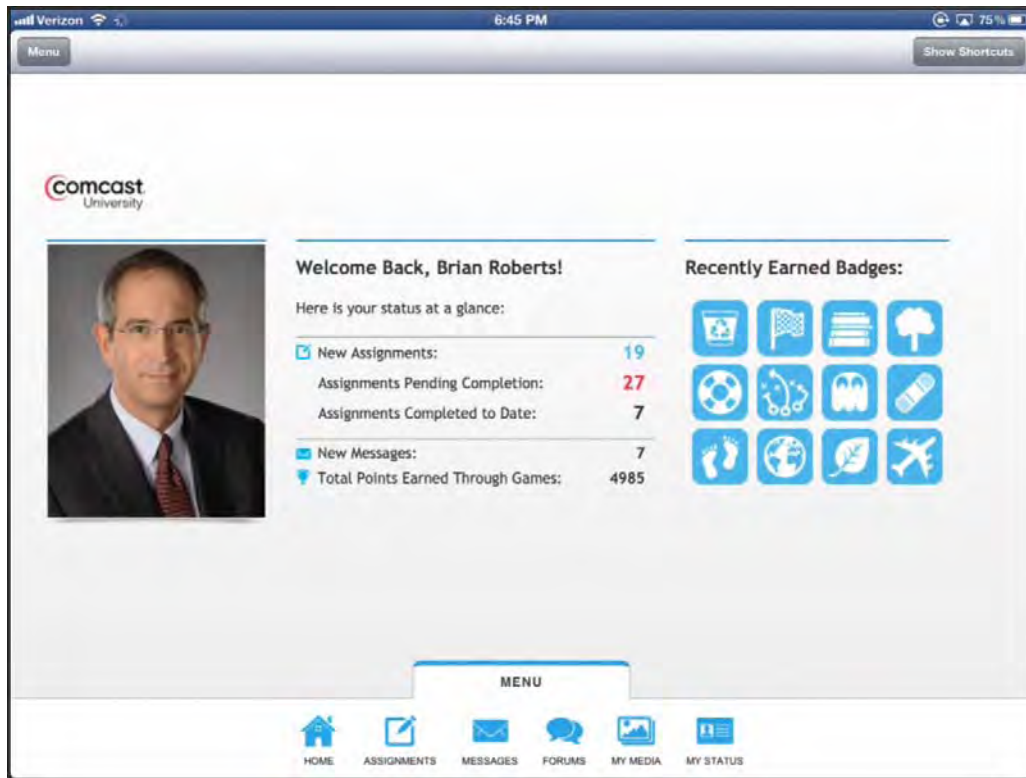 Verizon 6:45 PM 75%
Menu Show Shortcuts
comcast.
University
Welcome Back, Brian Roberts!
Here is your status at a glance:
New Assignments: 19
Assignments Pending Completion: 27
Assignments Completed to Date: 7
New Messages: 7
Total Points Earned Through Games: 4985
Recently Earned Badges:
MENU
HOME ASSIGNMENTS MESSAGES FORUMS MY MEDIA MY STATUS